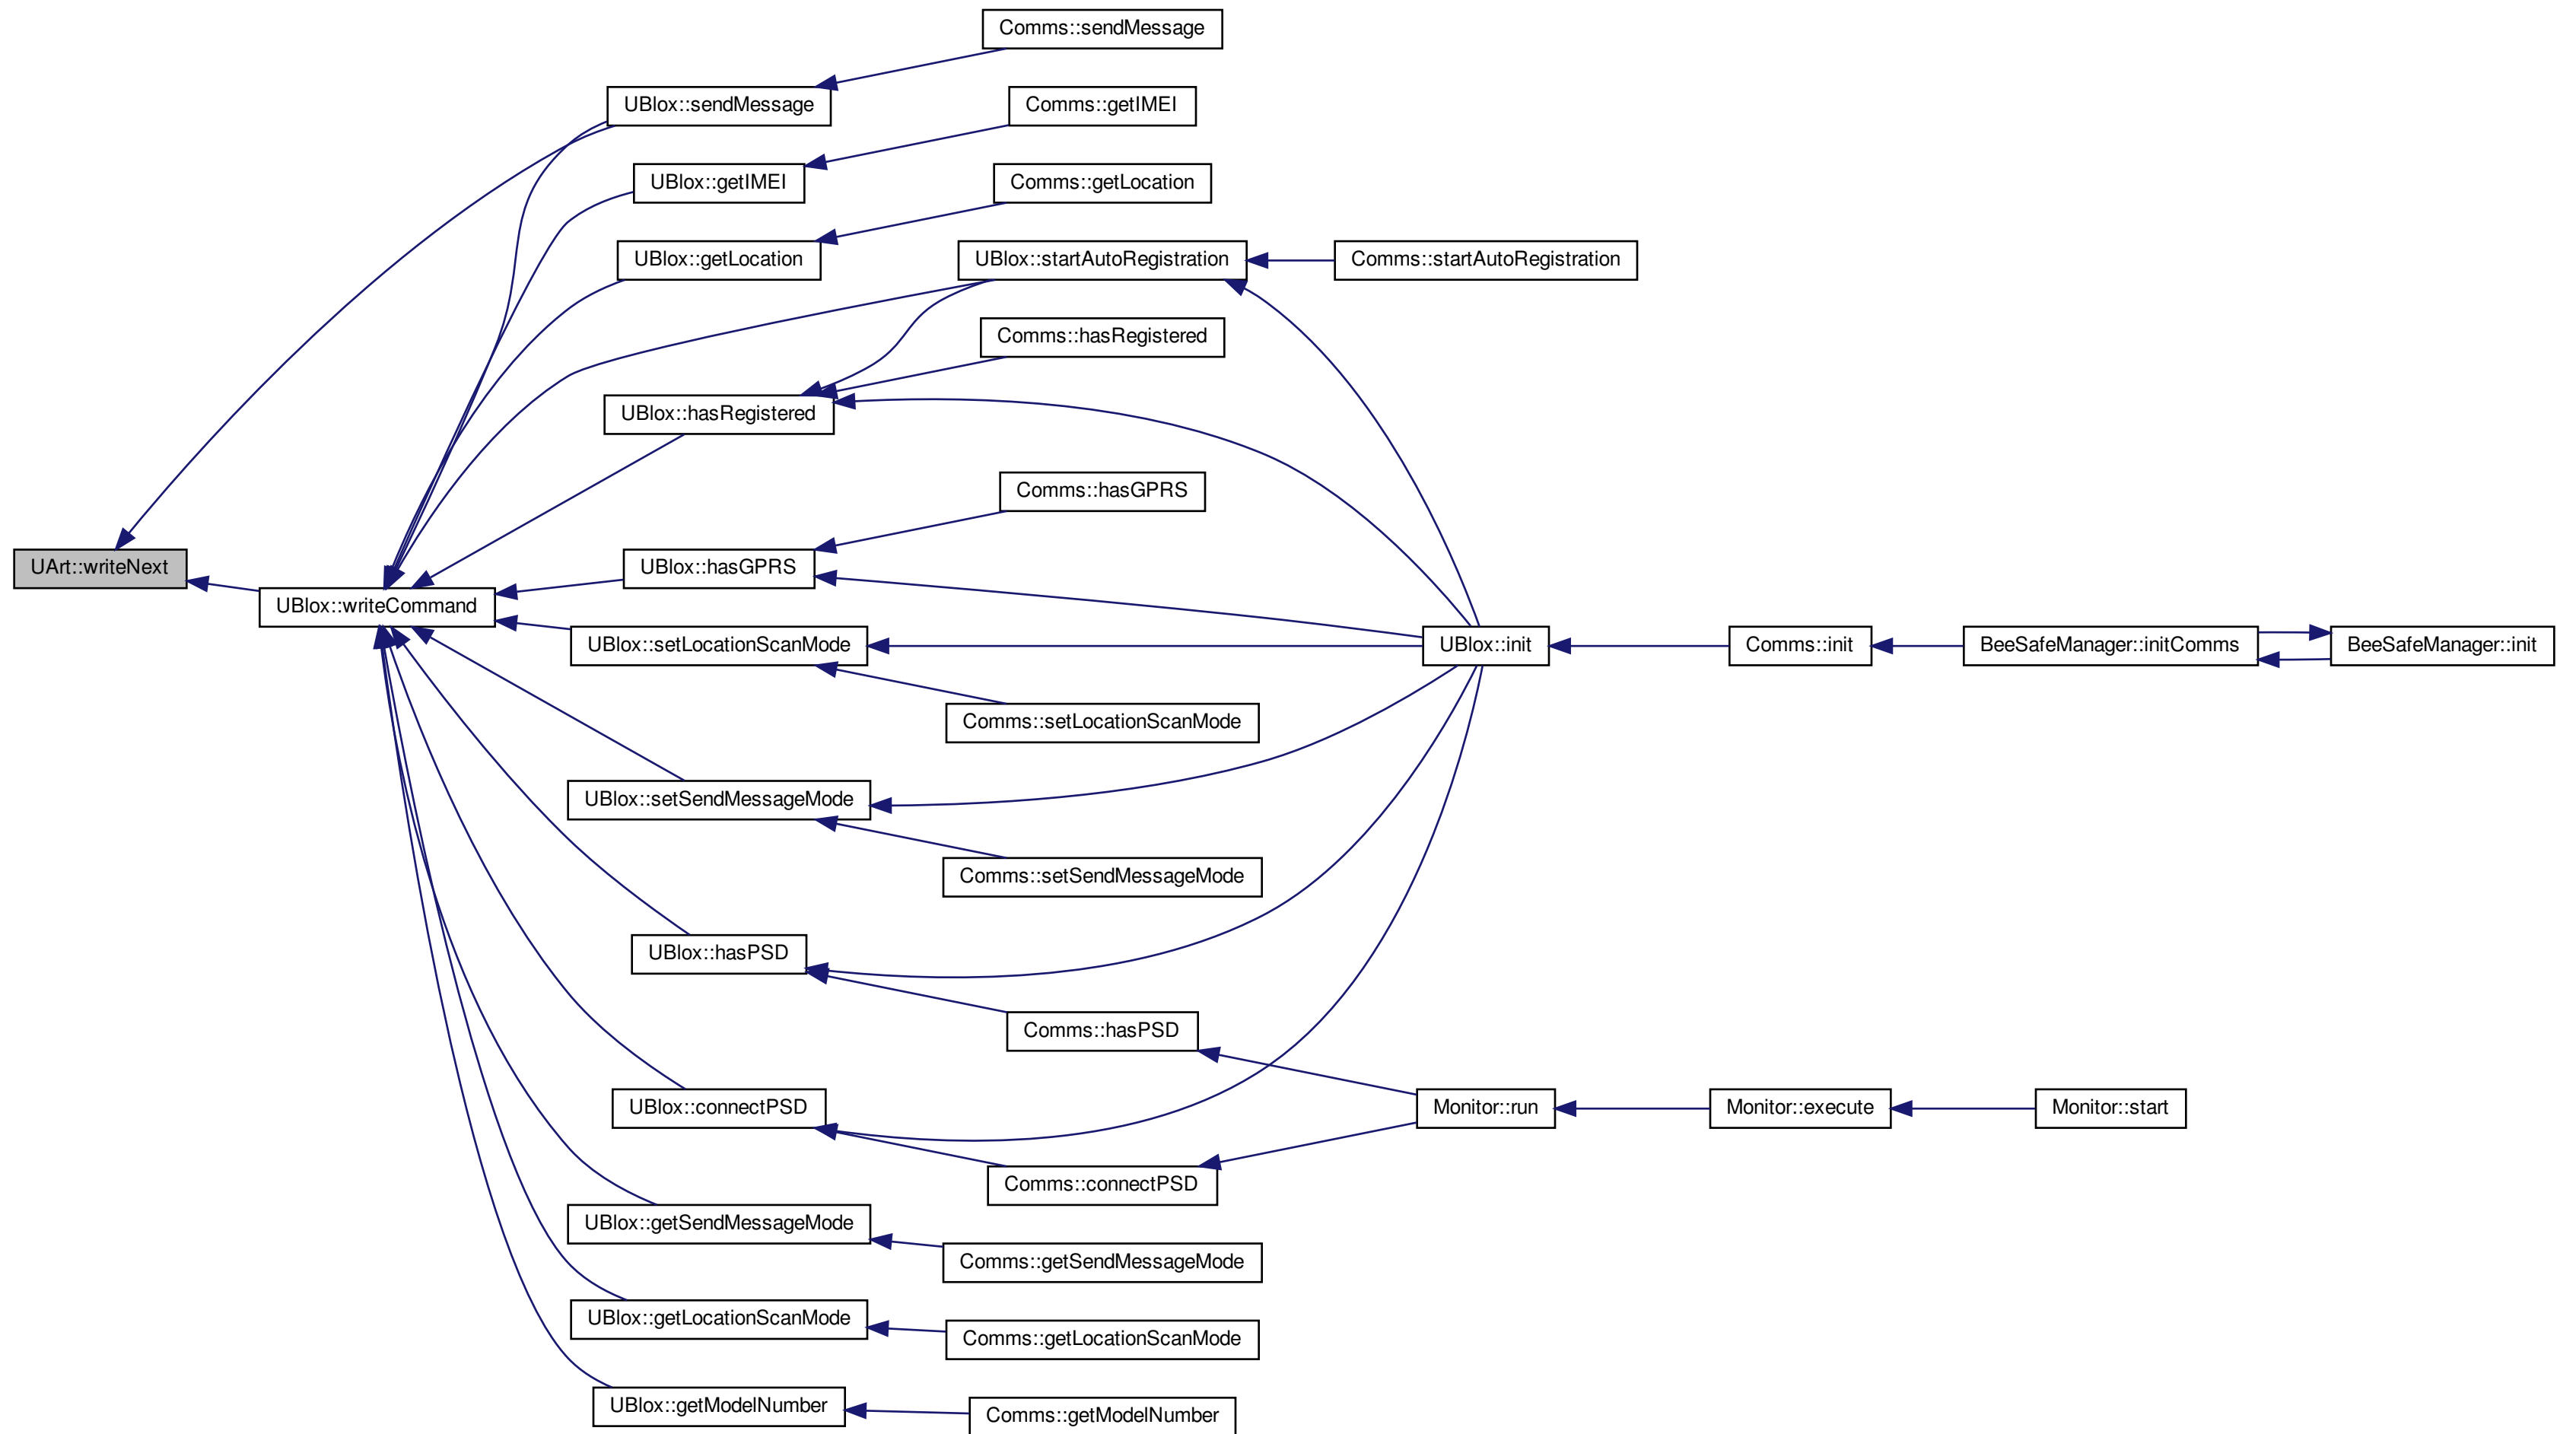 Comms::sendMessage
UBlox::sendMessage
Comms::getIMEI
UBlox::getIMEI
Comms::getLocation
UBlox::getLocation
UBlox::startAutoRegistration
Comms::startAutoRegistration
Comms::hasRegistered
UBlox::hasRegistered
Comms::hasGPRS
UArt::writeNext
UBlox::hasGPRS
UBlox::writeCommand
UBlox::setLocationScanMode
UBlox::init
Comms::init
BeeSafeManager::initComms
BeeSafeManager::init
Comms::setLocationScanMode
UBlox::setSendMessageMode
Comms::setSendMessageMode
UBlox::hasPSD
Comms::hasPSD
UBlox::connectPSD
Monitor::run
Monitor::execute
Monitor::start
Comms::connectPSD
UBlox::getSendMessageMode
Comms::getSendMessageMode
UBlox::getLocationScanMode
Comms::getLocationScanMode
UBlox::getModelNumber
Comms::getModelNumber